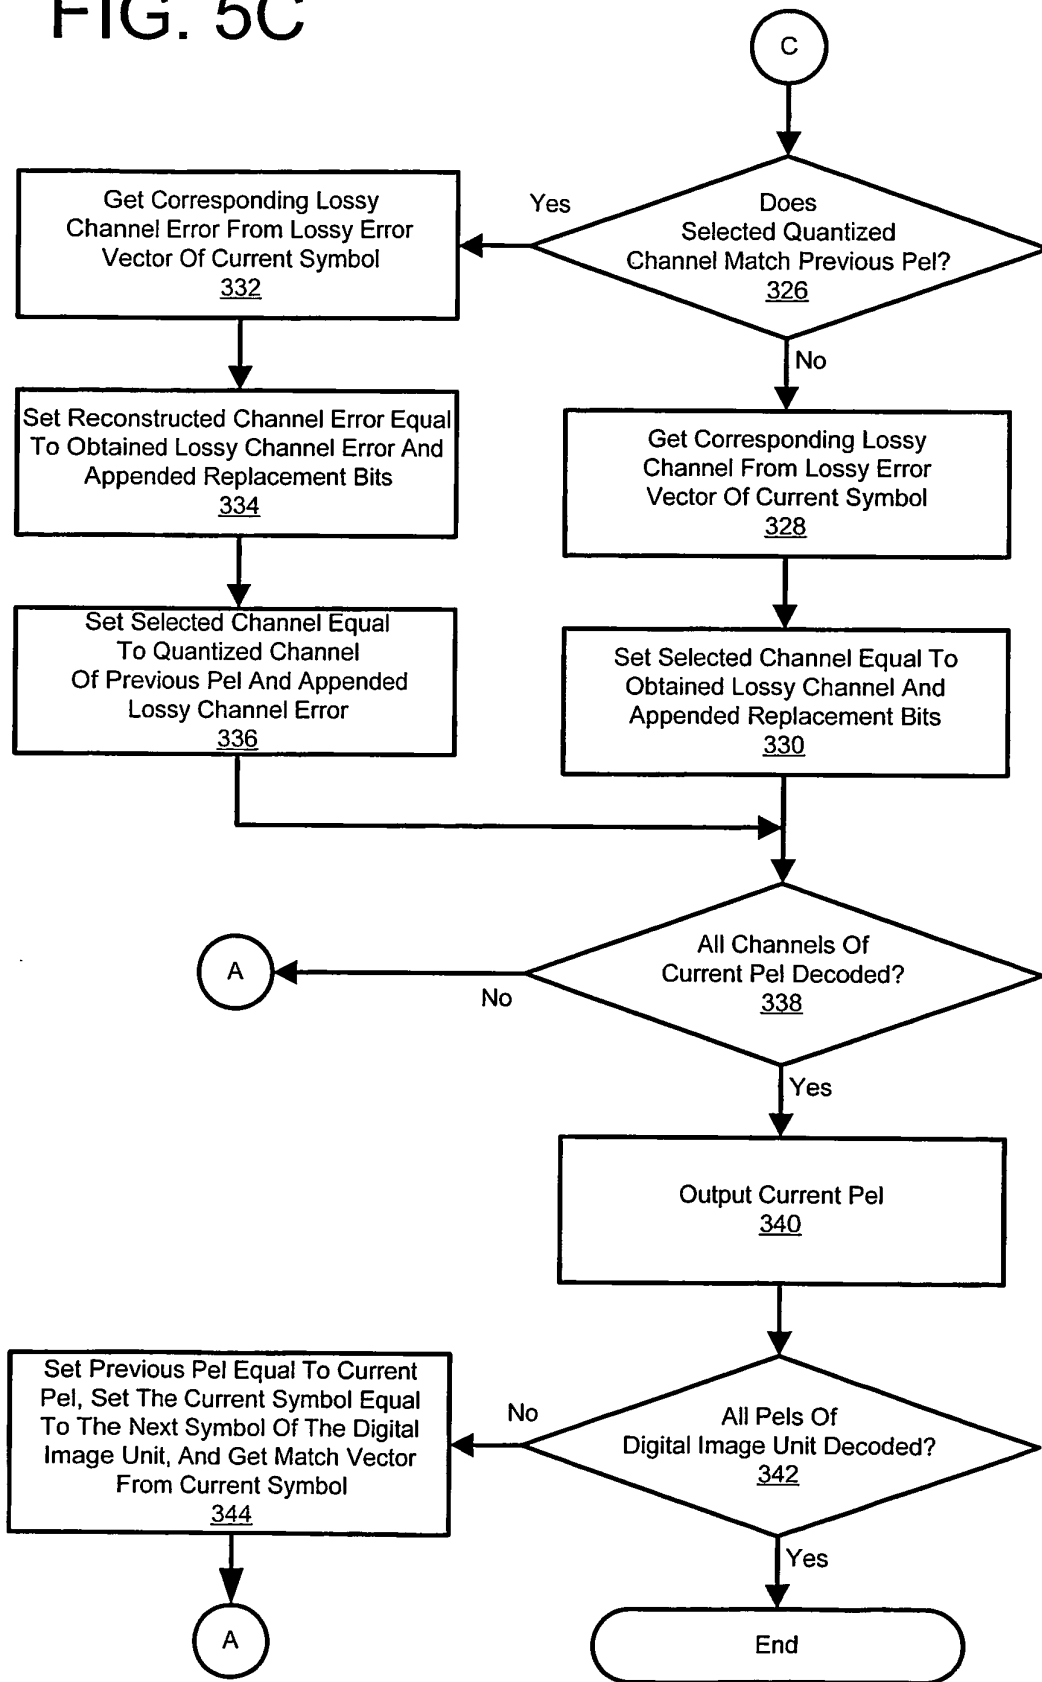 FIG. 5C
C
Does
Selected Quantized
Channel Match Previous Pel?
326
Yes
No
Get Corresponding Lossy
Channel Error From Lossy Error
Vector Of Current Symbol
332
Set Reconstructed Channel Error Equal
To Obtained Lossy Channel Error And
Appended Replacement Bits
334
Set Selected Channel Equal
To Quantized Channel
Of Previous Pel And Appended
Lossy Channel Error
336
Get Corresponding Lossy
Channel From Lossy Error
Vector Of Current Symbol
328
Set Selected Channel Equal To
Obtained Lossy Channel And
Appended Replacement Bits
330
All Channels Of
Current Pel Decoded?
338
No
A
Yes
Output Current Pel
340
All Pels Of
Digital Image Unit Decoded?
342
No
Set Previous Pel Equal To Current
Pel, Set The Current Symbol Equal
To The Next Symbol Of The Digital
Image Unit, And Get Match Vector
From Current Symbol
344
A
Yes
End